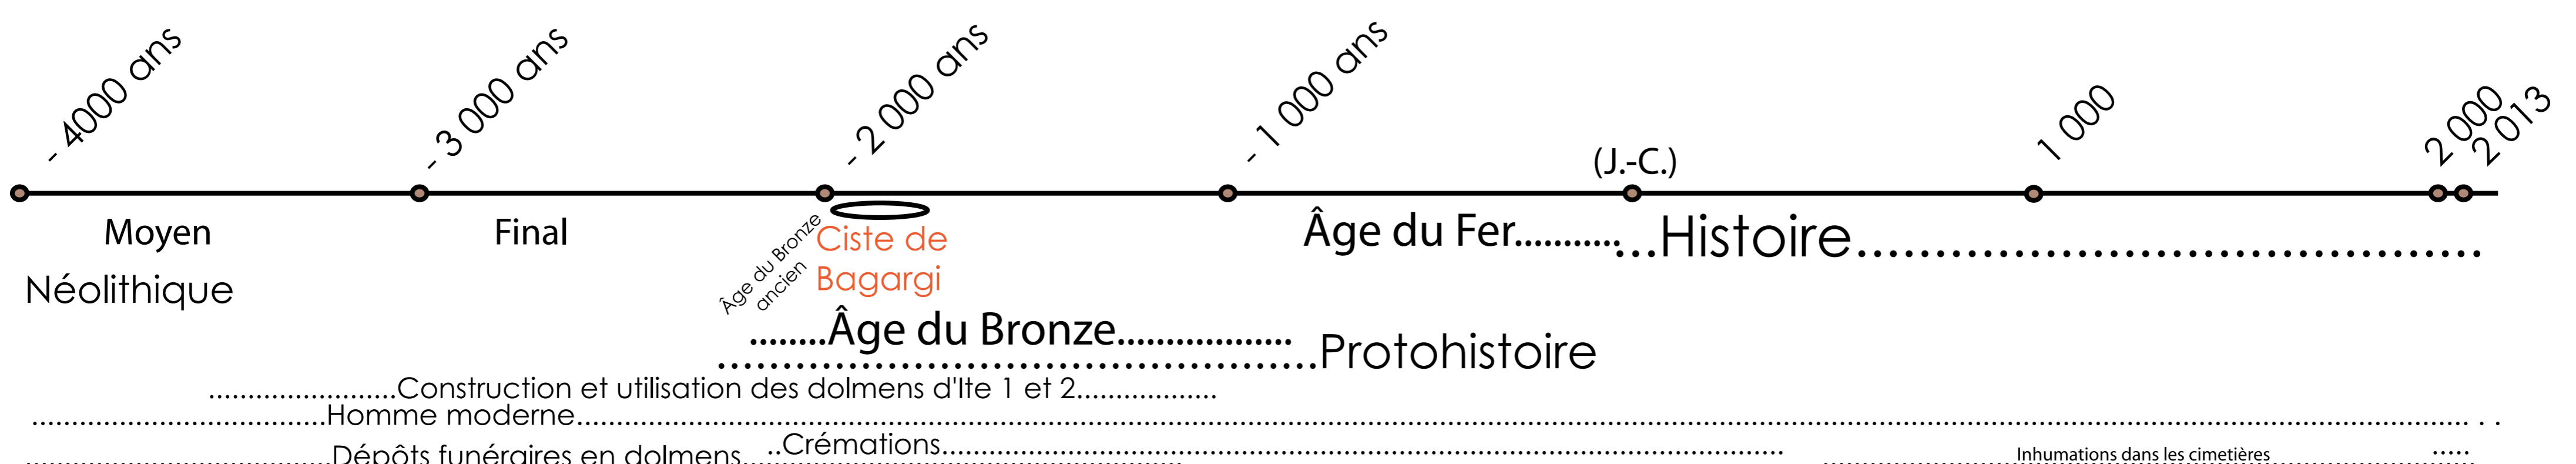 - 4000 ans
- 3 000 ans
- 2 000 ans
- 1 000 ans
(J.-C.)
1 000
2 000
2 013
Moyen
Final
Âge du Bronze
ancien
Ciste de
Bagargi
Âge du Fer..............Histoire........................................
Néolithique
........Âge du Bronze..................
..............................................Protohistoire
........................Construction et utilisation des dolmens d'Ite 1 et 2..................
......................................Homme moderne........................................
......................................Dépôts funéraires en dolmens...
..Crémations........................................
Inhumations dans les cimetières